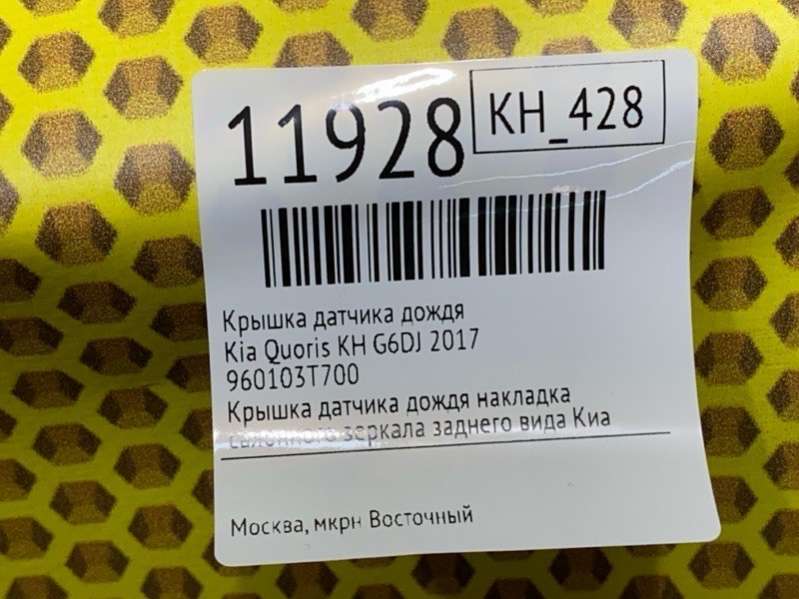 11928
KH_428
Крышка датчика дождя
Kia Quoris KH G6DJ 2017
960103T700
Крышка датчика дождя накладка
салонного зеркала заднего вида Киа
Москва, мкрн Восточный